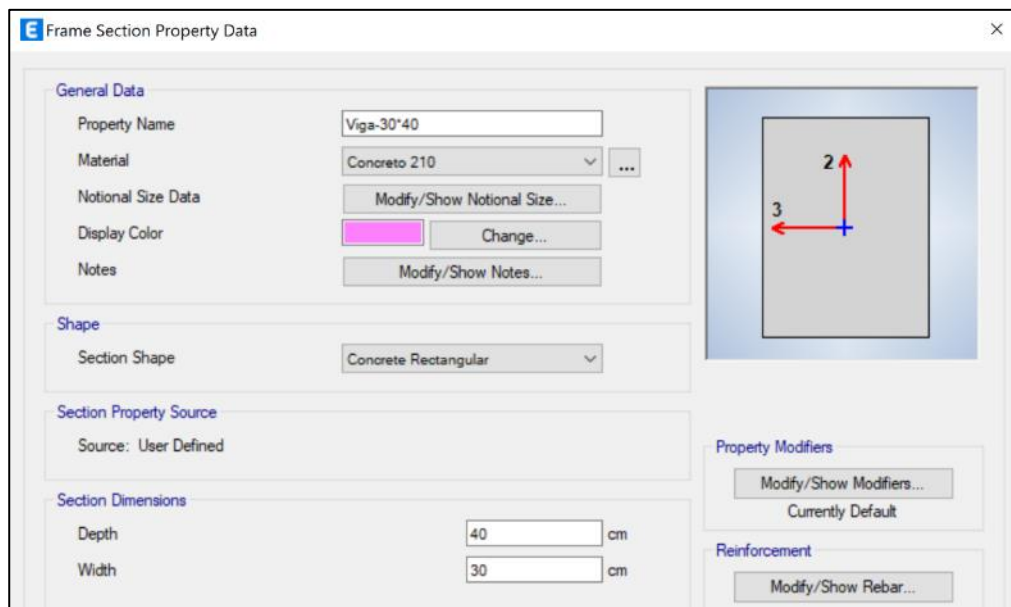 E Frame Section Property Data
General Data
Property Name Viga-30*40
Material Concreto 210 ...
Notional Size Data Modify/Show Notional Size...
Display Color Change...
Notes Modify/Show Notes...
Shape
Section Shape Concrete Rectangular
Section Property Source
Source: User Defined
Section Dimensions
Depth 40 cm
Width 30 cm
2
3
Property Modifiers
Modify/Show Modifiers...
Currently Default
Reinforcement
Modify/Show Rebar...